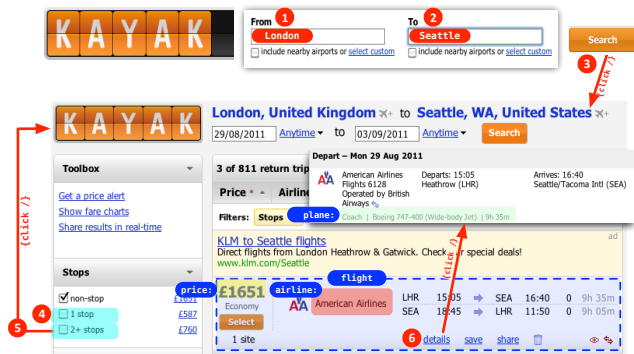 KAYAK
From
1
London
include nearby airports or select custom
To
2
Seattle
include nearby airports or select custom
Search
3
{click /}
KAYAK
London, United Kingdom to Seattle, WA, United States
29/08/2011 Anytime to 03/09/2011 Anytime Search
Depart – Mon 29 Aug 2011
AA
American Airlines
Flights 6128
Operated by British
Airways
Departs: 15:05
Heathrow (LHR)
Arrives: 16:40
Seattle/Tacoma Intl (SEA)
plane:
Coach | Boeing 747-400 (Wide-body Jet) | 9h 35m
Toolbox
Get a price alert
Show fare charts
Share results in real-time
3 of 811 return trip
Price Airline
Filters: Stops
ad
KLM to Seattle flights
Direct flights from London Heathrow & Gatwick. Check our special deals!
www.klm.com/Seattle
{click /}
{click /}
Stops
non-stop £1651
4
1 stop £587
5
2+ stops £760
flight
price:
£1651
Economy
Select
1 site
airline:
AA
American Airlines
LHR 15:05 SEA 16:40 0 9h 35m
SEA 18:45 LHR 11:50 0 9h 05m
6
details save share